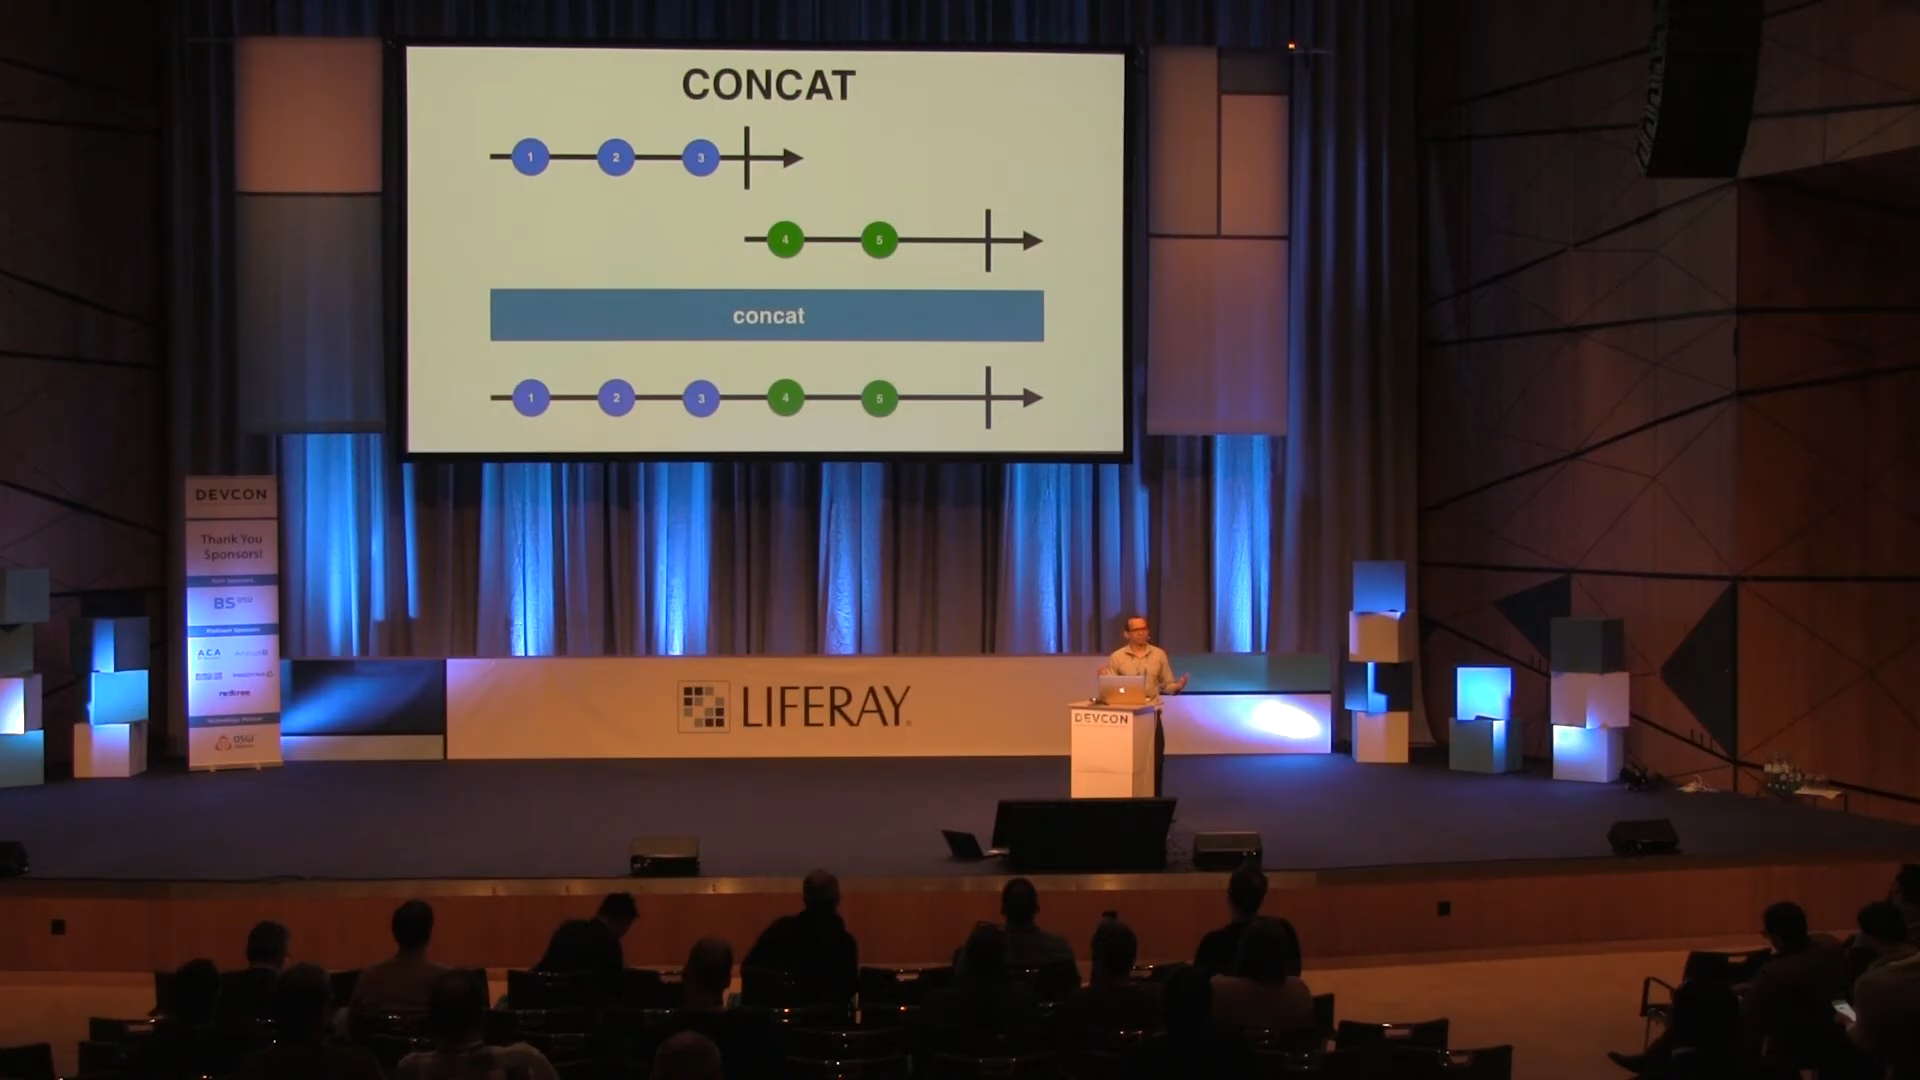 CONCAT
1 2 3
4 5
concat
1 2 3 4 5
DEVCON
Thank You
Sponsors!
BS
ACA
redtree
OSGi
LIFERAY
DEVCON